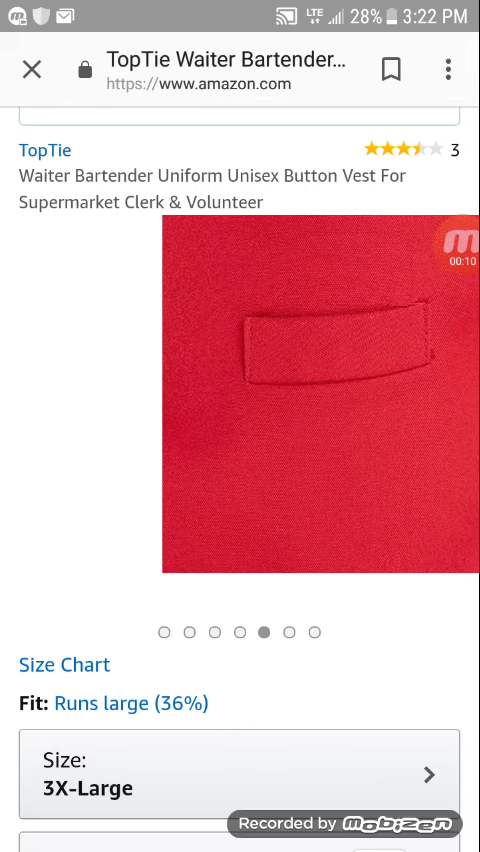 LTE 28% 3:22 PM
TopTie Waiter Bartender...
https://www.amazon.com
TopTie 3
Waiter Bartender Uniform Unisex Button Vest For
Supermarket Clerk & Volunteer
00:10
Size Chart
Fit: Runs large (36%)
Size:
3X-Large
Recorded by mobizen